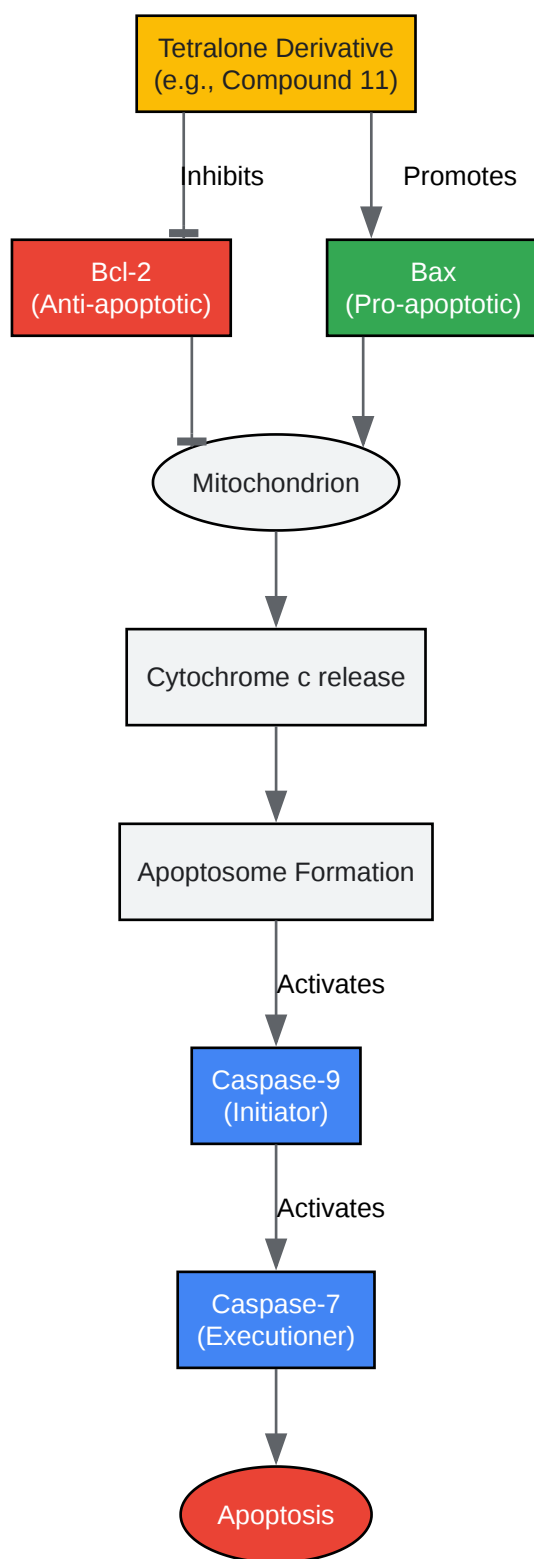 Tetralone Derivative
(e.g., Compound 11)
Inhibits
Promotes
Bcl-2
(Anti-apoptotic)
Bax
(Pro-apoptotic)
Mitochondrion
Cytochrome c release
Apoptosome Formation
Activates
Caspase-9
(Initiator)
Activates
Caspase-7
(Executioner)
Apoptosis